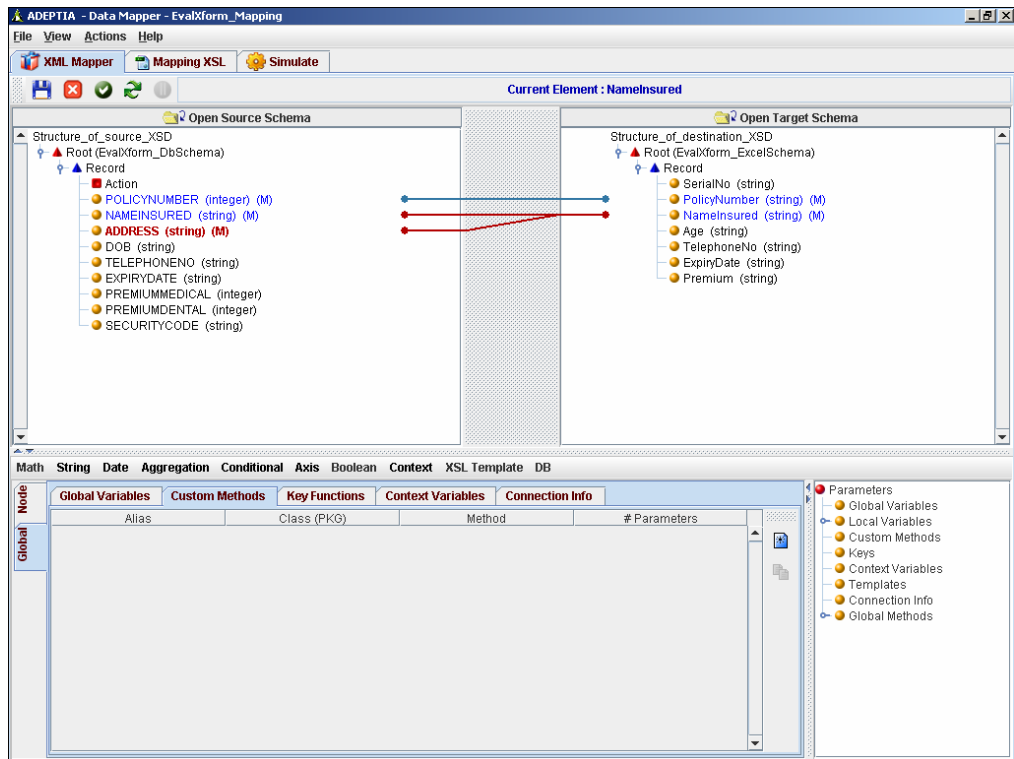 ADEPTIA - Data Mapper - EvalXform_Mapping
File View Actions Help
XML Mapper Mapping XSL Simulate
Current Element : NameInsured
Open Source Schema
Structure_of_source_XSD
Root (EvalXform_DbSchema)
Record
Action
POLICYNUMBER (integer) (M)
NAMEINSURED (string) (M)
ADDRESS (string) (M)
DOB (string)
TELEPHONENO (string)
EXPIRYDATE (string)
PREMIUMMEDICAL (integer)
PREMIUMDENTAL (integer)
SECURITYCODE (string)
Open Target Schema
Structure_of_destination_XSD
Root (EvalXform_ExcelSchema)
Record
SerialNo (string)
PolicyNumber (string) (M)
NameInsured (string) (M)
Age (string)
TelephoneNo (string)
ExpiryDate (string)
Premium (string)
Math String Date Aggregation Conditional Axis Boolean Context XSL Template DB
Node
Global
Global Variables Custom Methods Key Functions Context Variables Connection Info
Alias Class (PKG) Method # Parameters
Parameters
Global Variables
Local Variables
Custom Methods
Keys
Context Variables
Templates
Connection Info
Global Methods